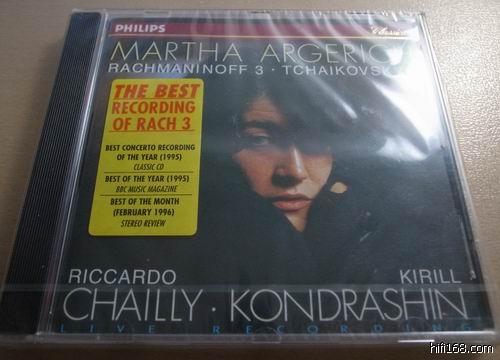 PHILIPS
Classics
MARTHA ARGERICH
RACHMANINOFF 3 · TCHAIKOVSKY
THE BEST
RECORDING
OF RACH 3
BEST CONCERTO RECORDING
OF THE YEAR (1995)
CLASSIC CD
BEST OF THE YEAR (1995)
BBC MUSIC MAGAZINE
BEST OF THE MONTH
(FEBRUARY 1996)
STEREO REVIEW
RICCARDO KIRILL
CHAILLY · KONDRASHIN
LIVE RECORDING
hifi168.com